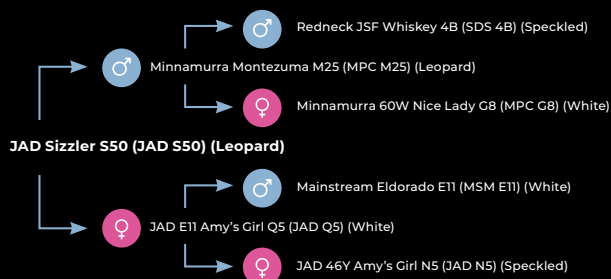 Redneck JSF Whiskey 4B (SDS 4B) (Speckled)
Minnamurra Montezuma M25 (MPC M25) (Leopard)
Minnamurra 60W Nice Lady G8 (MPC G8) (White)
JAD Sizzler S50 (JAD S50) (Leopard)
Mainstream Eldorado E11 (MSM E11) (White)
JAD E11 Amy's Girl Q5 (JAD Q5) (White)
JAD 46Y Amy's Girl N5 (JAD N5) (Speckled)